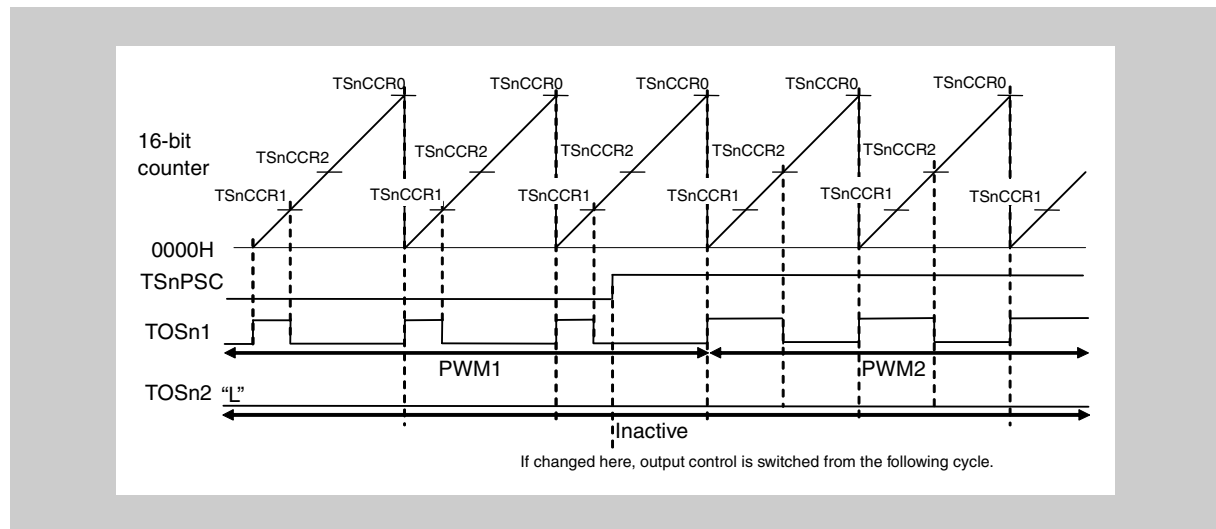 TSnCCR0 TSnCCR0 TSnCCR0 TSnCCR0 TSnCCR0
16-bit
counter
TSnCCR2 TSnCCR2 TSnCCR2 TSnCCR2 TSnCCR2
TSnCCR1 TSnCCR1 TSnCCR1 TSnCCR1 TSnCCR1 TSnCCR1
0000H
TSnPSC
TOSn1
PWM1 PWM2
TOSn2 “L”
Inactive
If changed here, output control is switched from the following cycle.